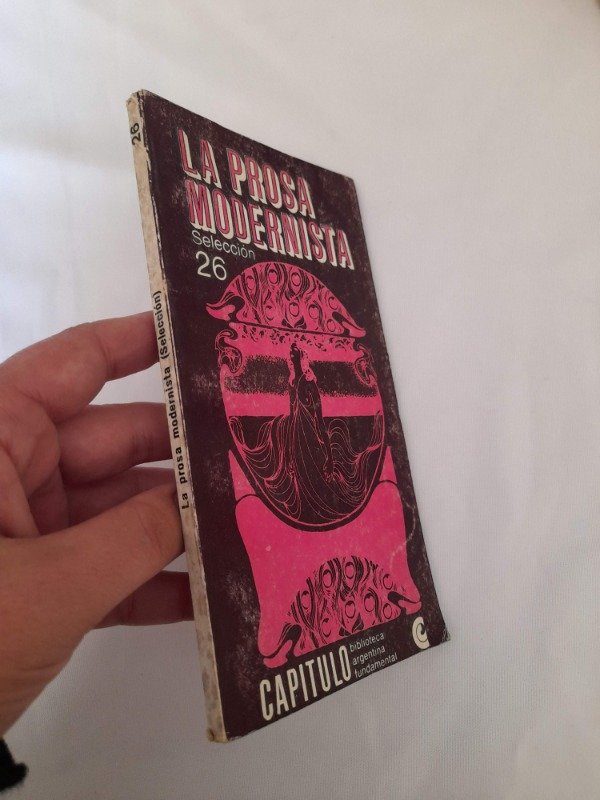 26
La prosa modernista (Selección)
LA PROSA
MODERNISTA
Selección
26
CAPITULO
biblioteca
argentina
fundamental